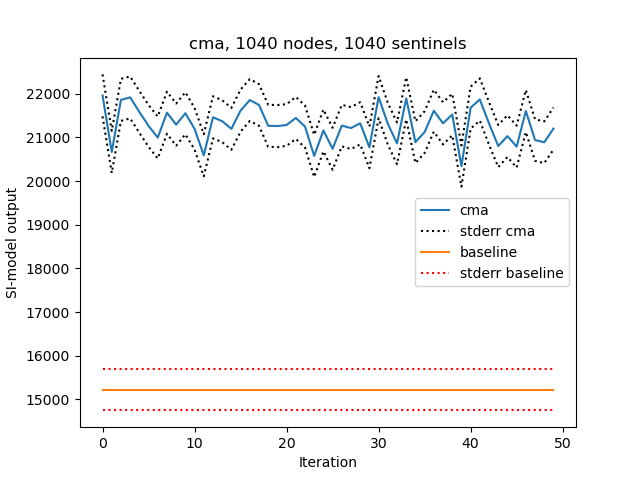 cma, 1040 nodes, 1040 sentinels
22000
21000
20000
19000
18000
17000
16000
15000
SI-model output
cma
stderr cma
baseline
stderr baseline
0 10 20 30 40 50
Iteration